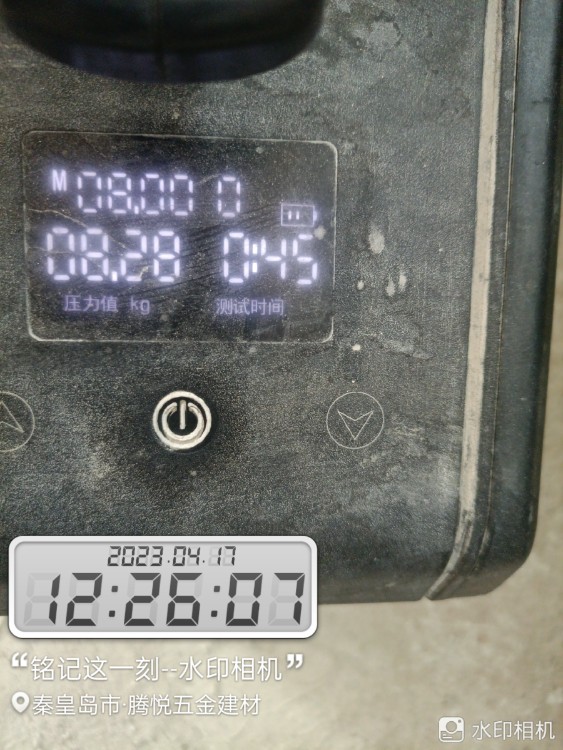 M 08.00 0
08.28 0:45
压力值 kg 测试时间
2023.04.17
12:26:07
“铭记这一刻--水印相机”
秦皇岛市·腾悦五金建材
水印相机